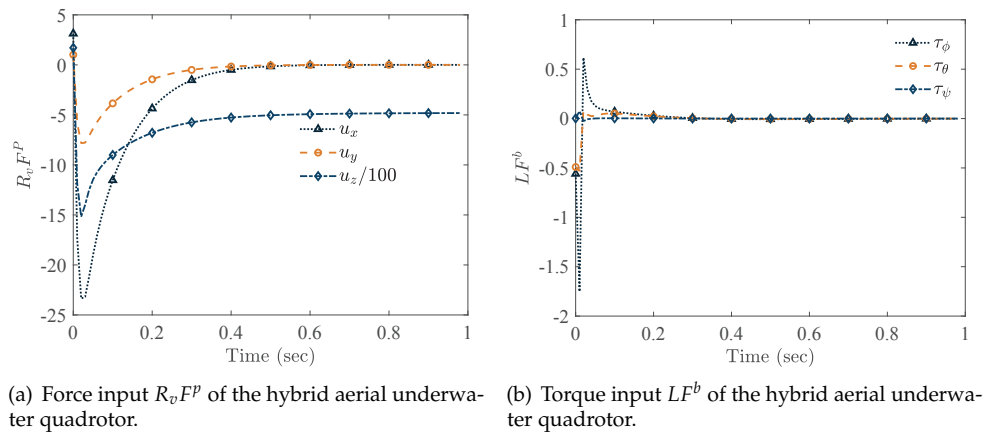 5
0
-5
-10
-15
-20
-25
R_vF^P
u_x
u_y
u_z/100
0 0.2 0.4 0.6 0.8 1
Time (sec)
1
0.5
0
-0.5
-1
-1.5
-2
LF^b
τ_ϕ
τ_θ
τ_ψ
0 0.2 0.4 0.6 0.8 1
Time (sec)
(a) Force input R_vF^p of the hybrid aerial underwa-
ter quadrotor.
(b) Torque input LF^b of the hybrid aerial underwa-
ter quadrotor.